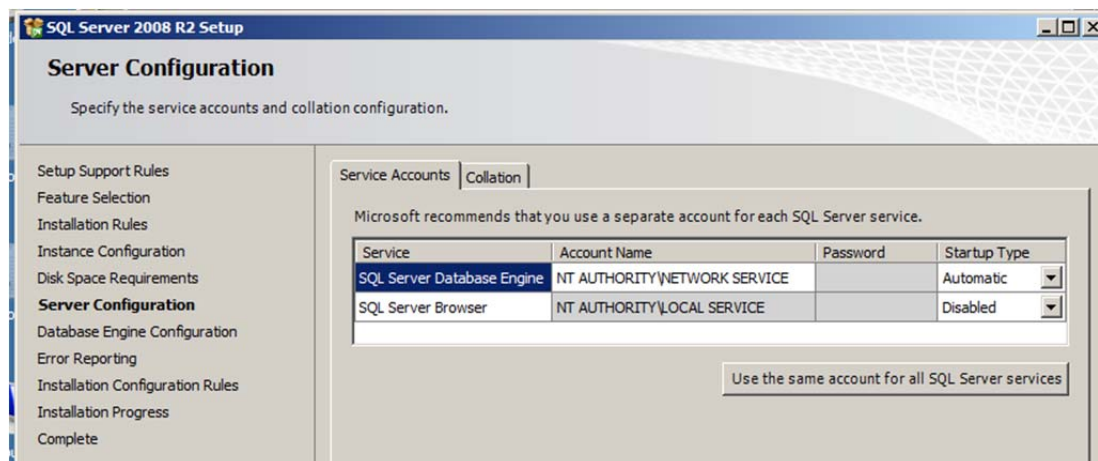 SQL Server 2008 R2 Setup
Server Configuration
Specify the service accounts and collation configuration.
Setup Support Rules
Feature Selection
Installation Rules
Instance Configuration
Disk Space Requirements
Server Configuration
Database Engine Configuration
Error Reporting
Installation Configuration Rules
Installation Progress
Complete
Service Accounts Collation
Microsoft recommends that you use a separate account for each SQL Server service.
Service Account Name Password Startup Type
SQL Server Database Engine NT AUTHORITY\NETWORK SERVICE Automatic
SQL Server Browser NT AUTHORITY\LOCAL SERVICE Disabled
Use the same account for all SQL Server services